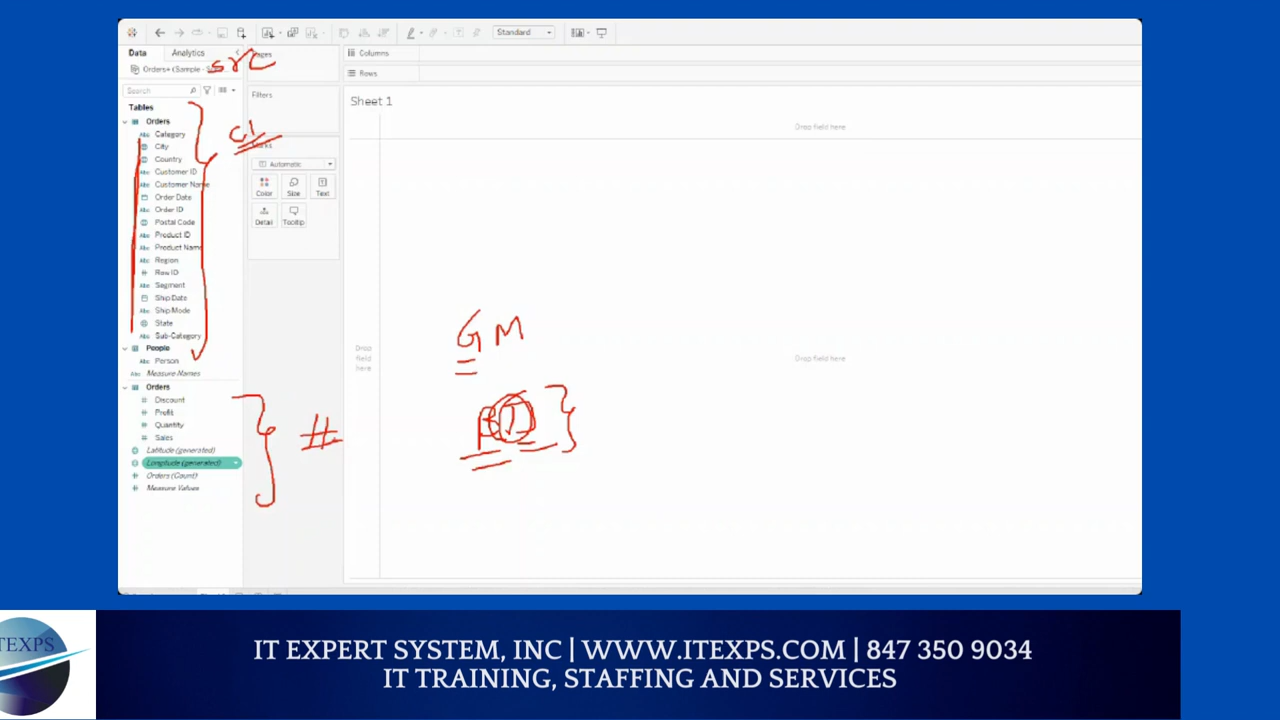 Standard
Data
Analytics
Pages
Columns
Orders+ (Sample - S
src
Rows
Search
Filters
Sheet 1
Tables
Orders
Category
City
Country
Customer ID
Customer Name
Order Date
Order ID
Postal Code
Product ID
Product Name
Region
Row ID
Segment
Ship Date
Ship Mode
State
Sub-Category
People
Person
Measure Names
Orders
Discount
Profit
Quantity
Sales
Latitude (generated)
Longitude (generated)
Orders (Count)
Measure Values
Marks
Automatic
Color
Size
Text
Detail
Tooltip
Drop field here
Drop
field
here
Drop field here
GM
#
TEXPS
IT EXPERT SYSTEM, INC | WWW.ITEXPS.COM | 847 350 9034
IT TRAINING, STAFFING AND SERVICES